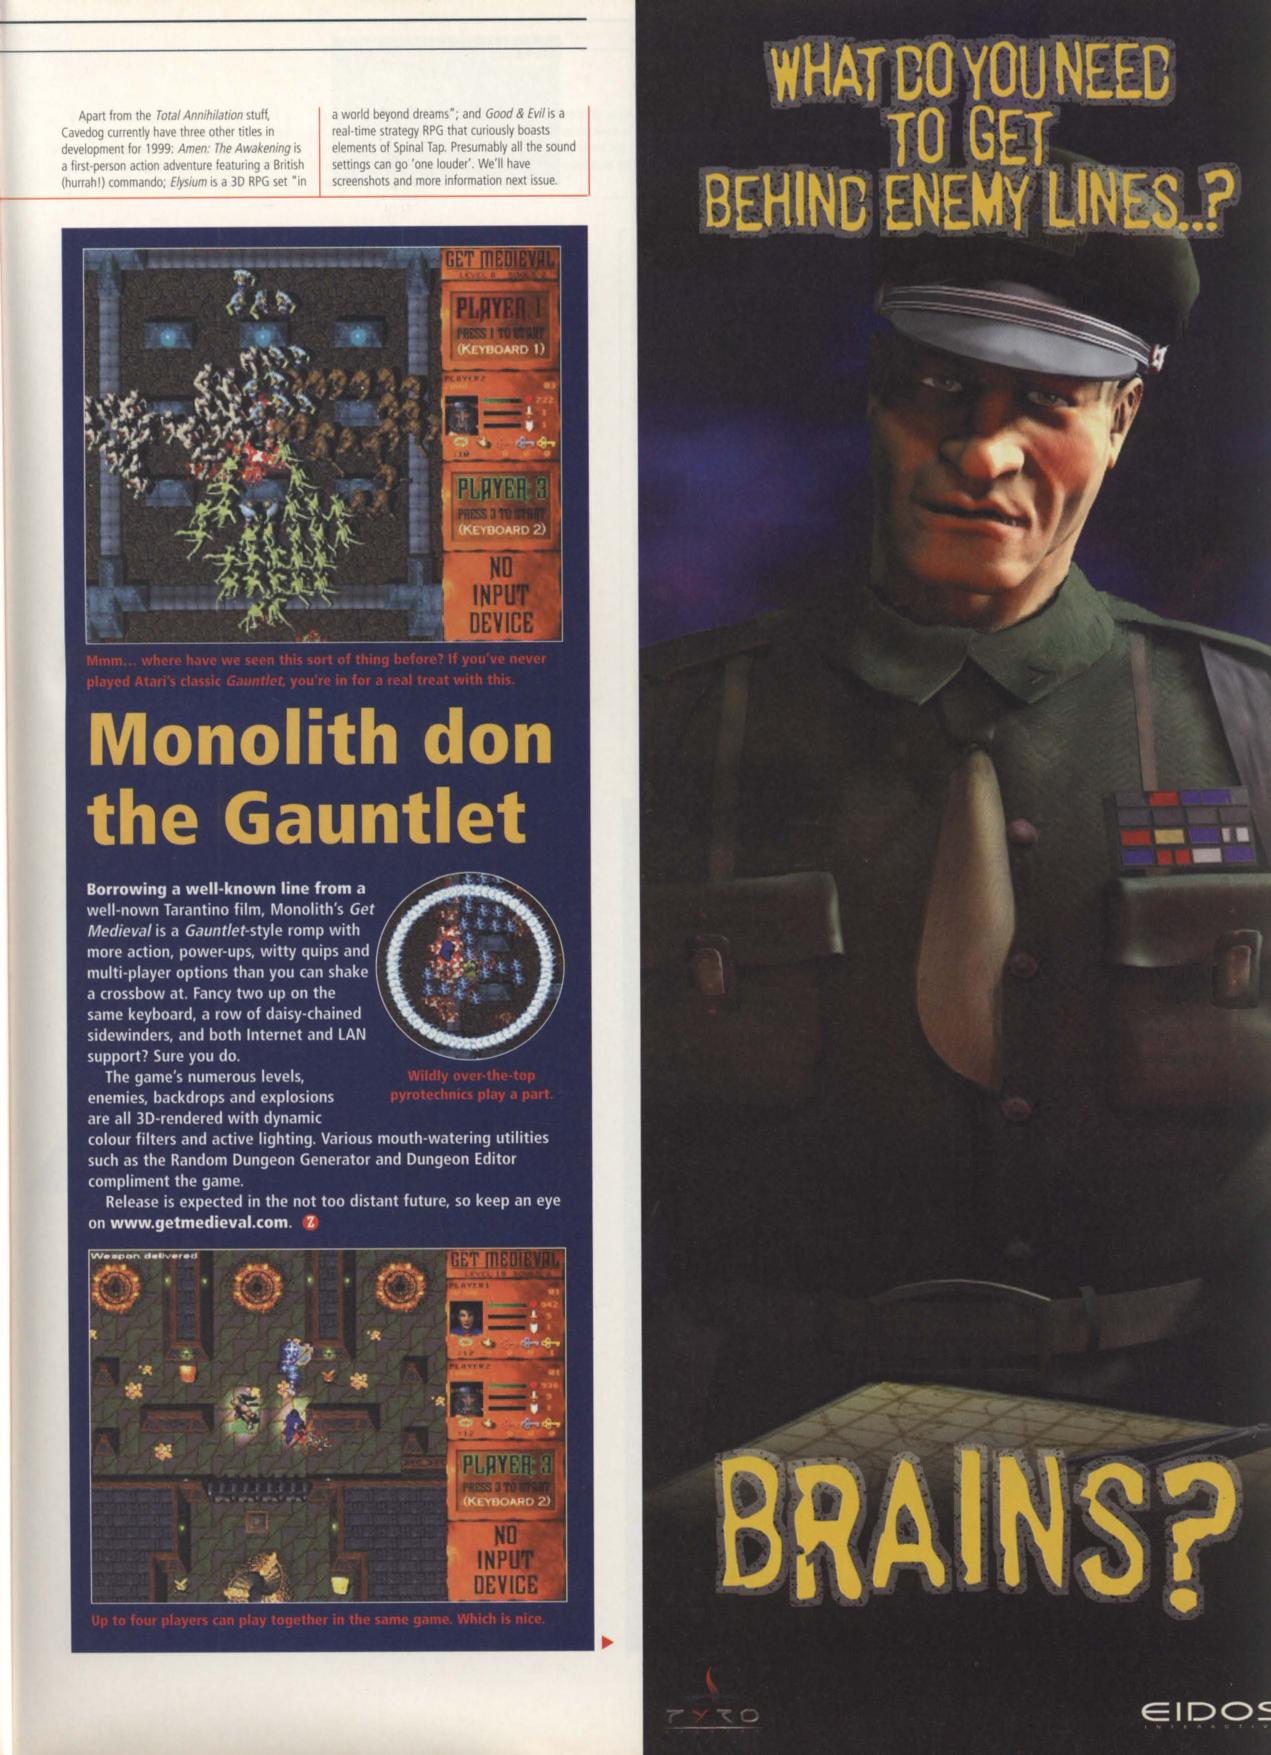 Apart from the Total Annihilation stuff,
Cavedog currently have three other titles in
development for 1999: Amen: The Awakening is
a first-person action adventure featuring a British
(hurrah!) commando; Elysium is a 3D RPG set "in
a world beyond dreams"; and Good & Evil is a
real-time strategy RPG that curiously boasts
elements of Spinal Tap. Presumably all the sound
settings can go 'one louder'. We'll have
screenshots and more information next issue.
GET MEDIEVAL
PLAYER 1
PRESS 1 TO START
(KEYBOARD 1)
PLAYER2
PLAYER 3
PRESS 3 TO START
(KEYBOARD 2)
NO
INPUT
DEVICE
Mmm... where have we seen this sort of thing before? If you've never
played Atari's classic Gauntlet, you're in for a real treat with this.
Monolith don
the Gauntlet
Borrowing a well-known line from a
well-nown Tarantino film, Monolith's Get
Medieval is a Gauntlet-style romp with
more action, power-ups, witty quips and
multi-player options than you can shake
a crossbow at. Fancy two up on the
same keyboard, a row of daisy-chained
sidewinders, and both Internet and LAN
support? Sure you do.
The game's numerous levels,
enemies, backdrops and explosions
are all 3D-rendered with dynamic
colour filters and active lighting. Various mouth-watering utilities
such as the Random Dungeon Generator and Dungeon Editor
compliment the game.
Release is expected in the not too distant future, so keep an eye
on www.getmedieval.com. Z
Wildly over-the-top
pyrotechnics play a part.
Weapon delivered
GET MEDIEVAL
PLAYER1
PLAYER2
PLAYER 3
PRESS 3 TO START
(KEYBOARD 2)
NO
INPUT
DEVICE
Up to four players can play together in the same game. Which is nice.
WHAT DO YOU NEED
TO GET
BEHIND ENEMY LINES..?
BRAINS?
PYRO
EIDOS
INTERACTIV